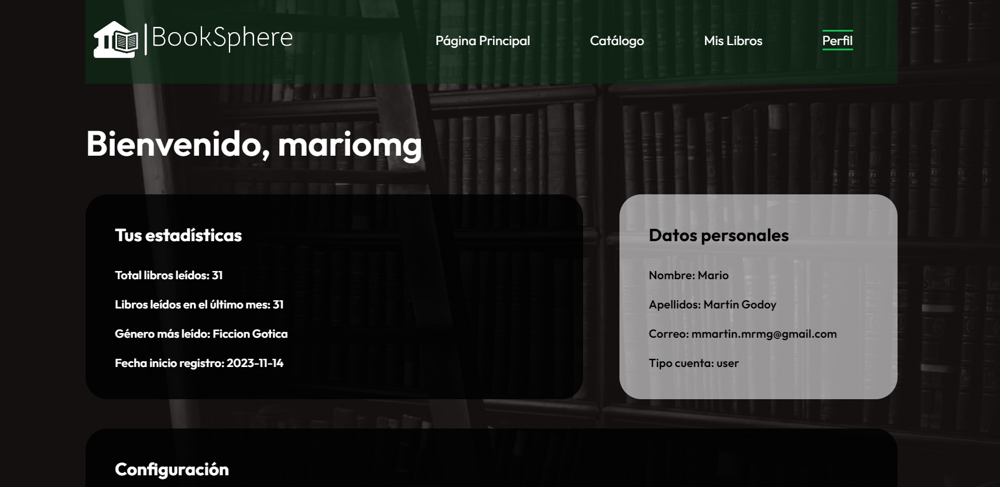 BookSphere
Página Principal
Catálogo
Mis Libros
Perfil
Bienvenido, mariomg
Tus estadísticas
Total libros leídos: 31
Libros leídos en el último mes: 31
Género más leído: Ficcion Gotica
Fecha inicio registro: 2023-11-14
Datos personales
Nombre: Mario
Apellidos: Martín Godoy
Correo: mmartin.mrmg@gmail.com
Tipo cuenta: user
Configuración